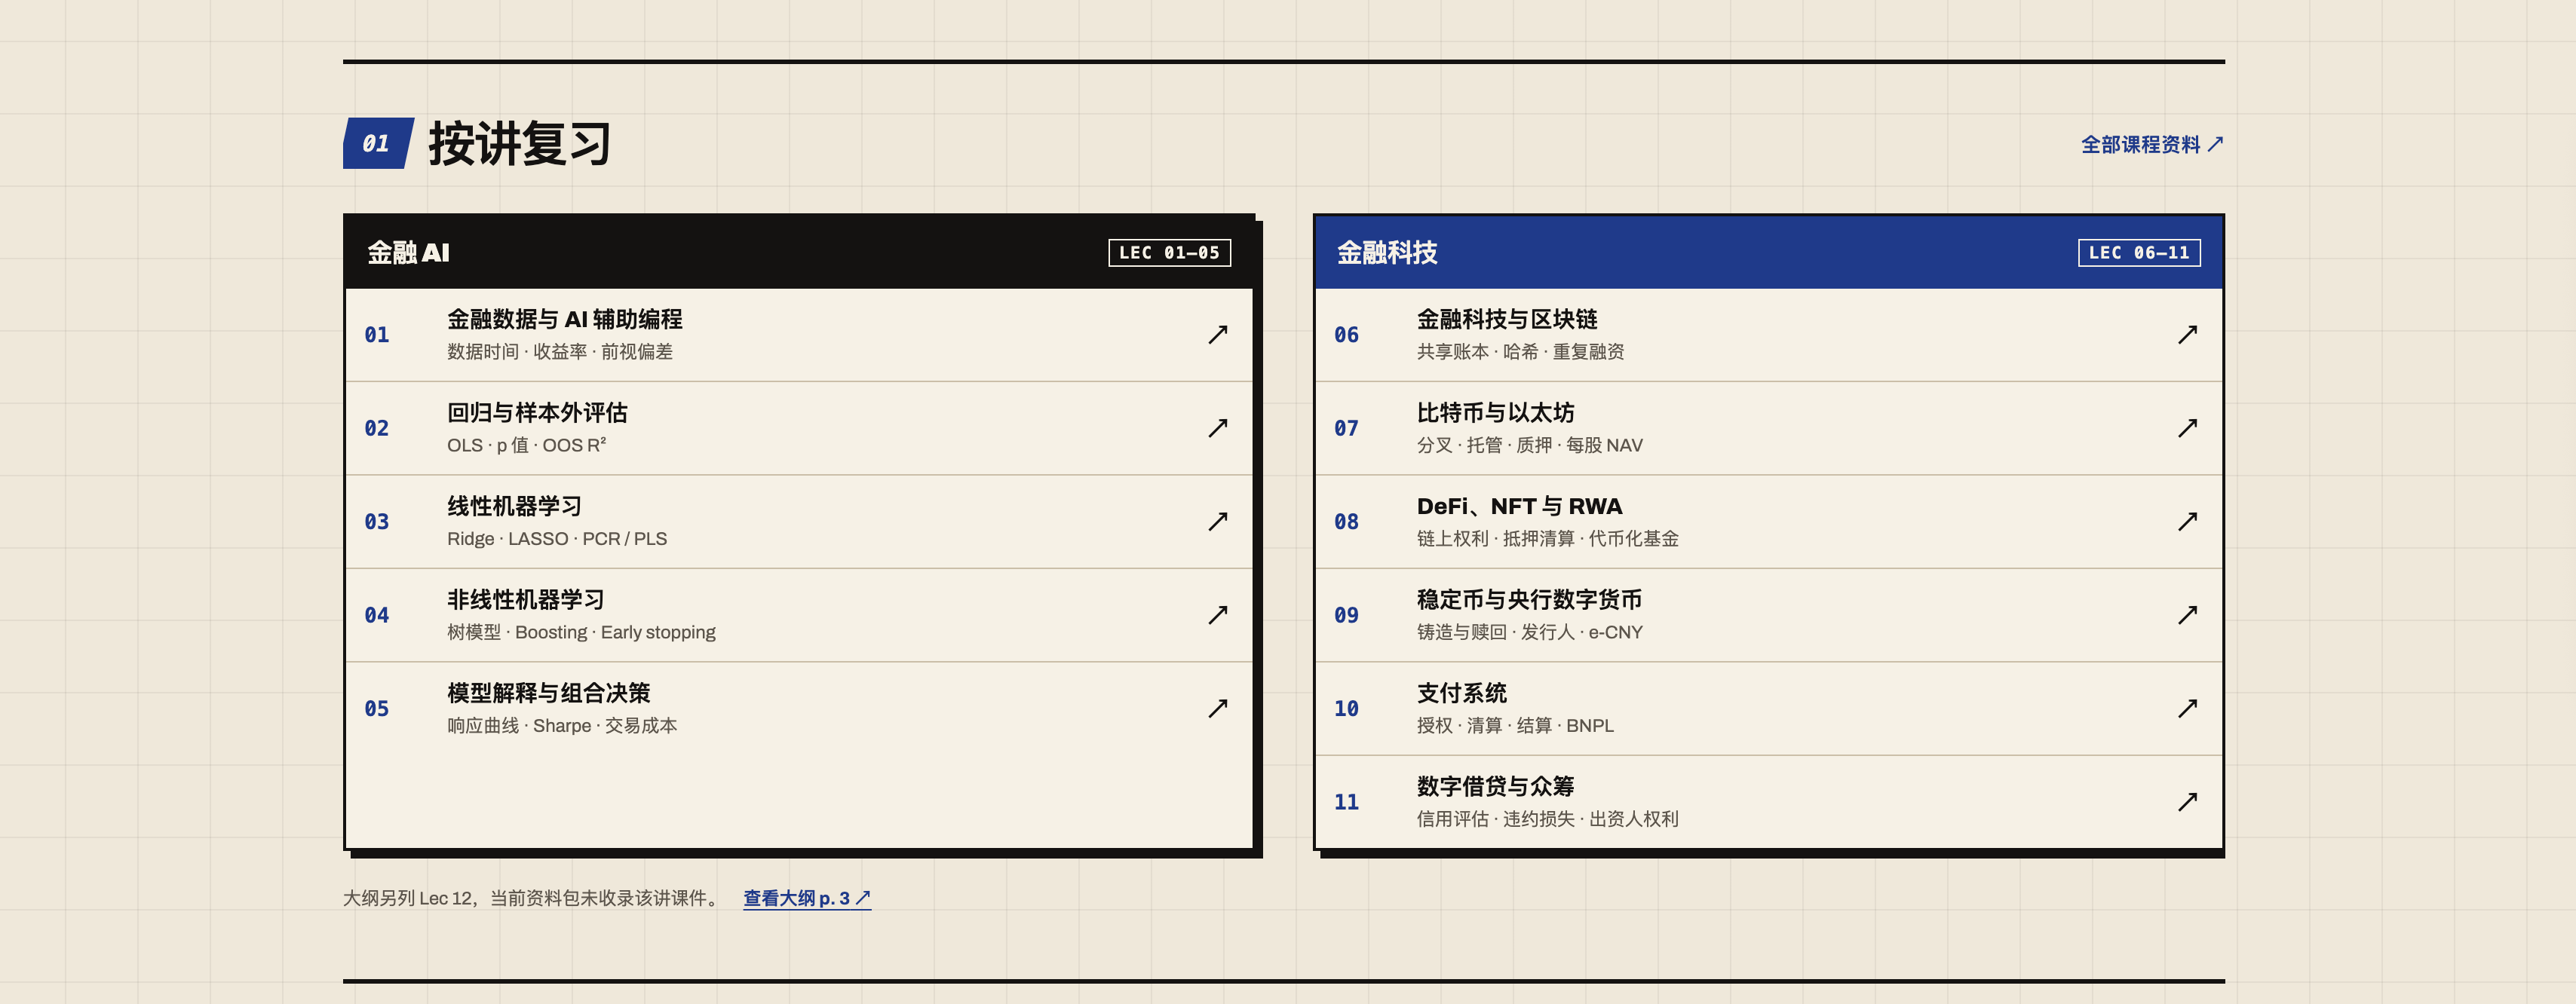 01 按讲复习
全部课程资料 ↗
金融 AI
LEC 01—05
01
金融数据与 AI 辅助编程
数据时间 · 收益率 · 前视偏差
↗
02
回归与样本外评估
OLS · p 值 · OOS R²
↗
03
线性机器学习
Ridge · LASSO · PCR / PLS
↗
04
非线性机器学习
树模型 · Boosting · Early stopping
↗
05
模型解释与组合决策
响应曲线 · Sharpe · 交易成本
↗
金融科技
LEC 06—11
06
金融科技与区块链
共享账本 · 哈希 · 重复融资
↗
07
比特币与以太坊
分叉 · 托管 · 质押 · 每股 NAV
↗
08
DeFi、NFT 与 RWA
链上权利 · 抵押清算 · 代币化基金
↗
09
稳定币与央行数字货币
铸造与赎回 · 发行人 · e-CNY
↗
10
支付系统
授权 · 清算 · 结算 · BNPL
↗
11
数字借贷与众筹
信用评估 · 违约损失 · 出资人权利
↗
大纲另列 Lec 12，当前资料包未收录该讲课件。 查看大纲 p. 3 ↗